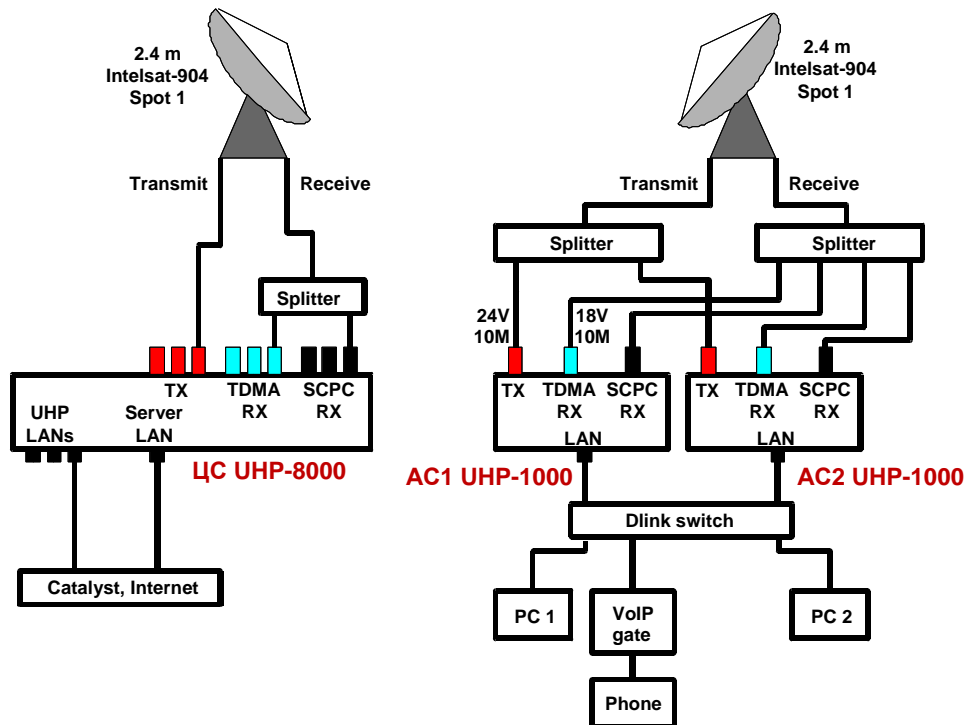 2.4 m
Intelsat-904
Spot 1
Transmit
Receive
Splitter
TX
TDMA
RX
SCPC
RX
UHP
LANs
Server
LAN
ЦС UHP-8000
Catalyst, Internet
2.4 m
Intelsat-904
Spot 1
Transmit
Receive
Splitter
Splitter
24V
10M
18V
10M
TX
TDMA
RX
SCPC
RX
LAN
TX
TDMA
RX
SCPC
RX
LAN
АС1 UHP-1000
АС2 UHP-1000
Dlink switch
PC 1
VoIP
gate
PC 2
Phone